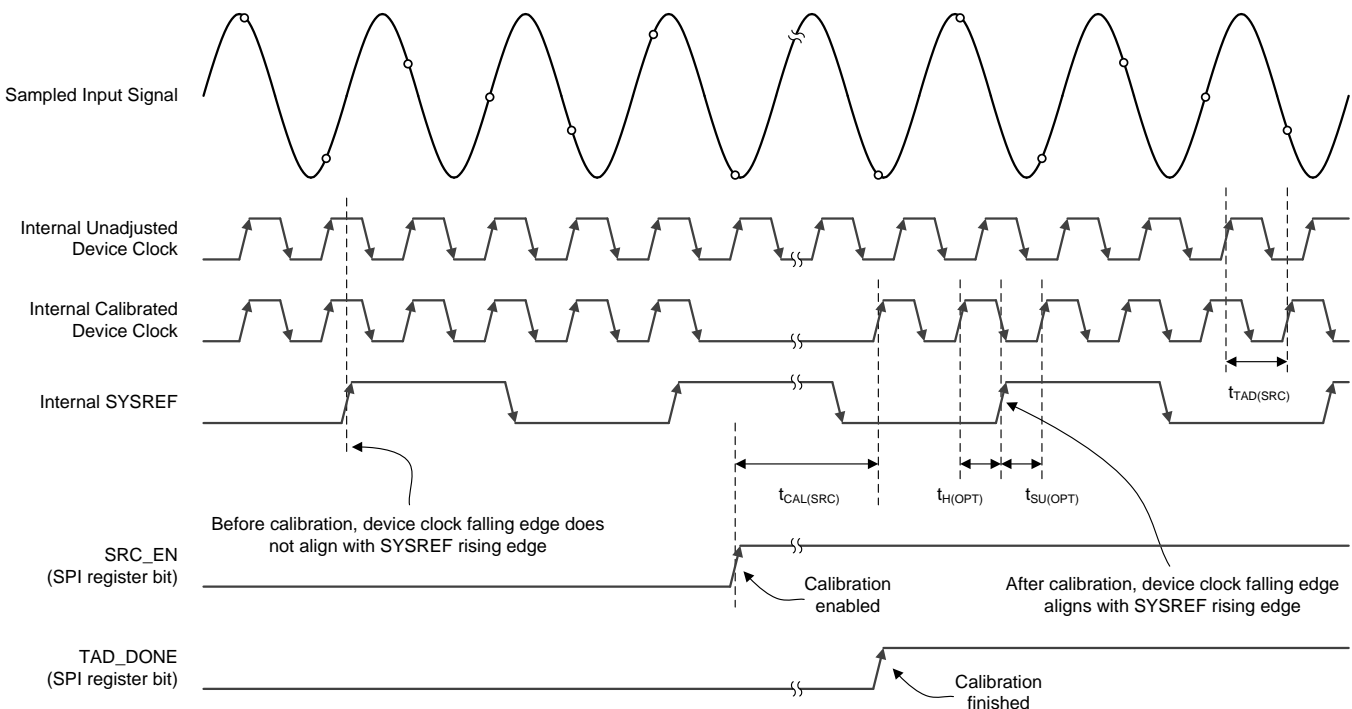 Sampled Input Signal
Internal Unadjusted
Device Clock
Internal Calibrated
Device Clock
Internal SYSREF
tTAD(SRC)
tCAL(SRC)
tH(OPT)
tSU(OPT)
Before calibration, device clock falling edge does
not align with SYSREF rising edge
SRC_EN
(SPI register bit)
Calibration
enabled
After calibration, device clock falling edge
aligns with SYSREF rising edge
TAD_DONE
(SPI register bit)
Calibration
finished